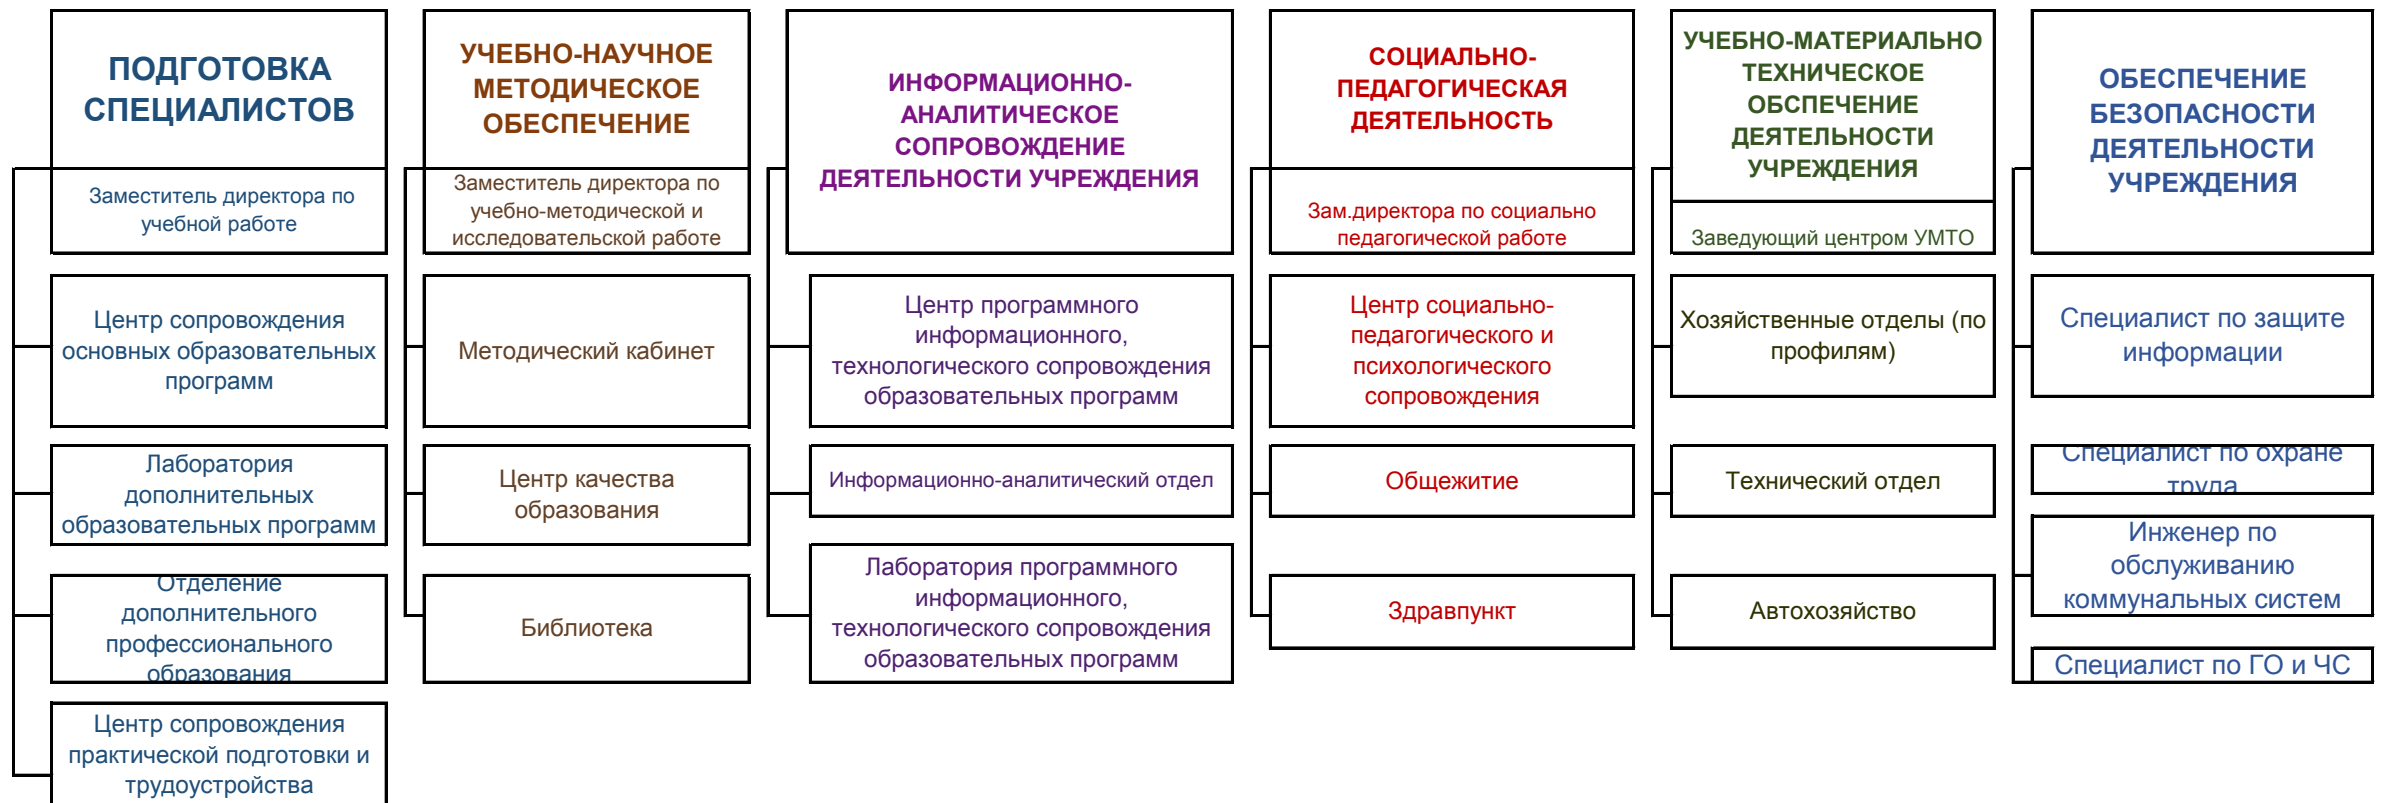 ПОДГОТОВКА
СПЕЦИАЛИСТОВ
Заместитель директора по
учебной работе
Центр сопровождения
основных образовательных
программ
Лаборатория
дополнительных
образовательных программ
Отделение
дополнительного
профессионального
образования
Центр сопровождения
практической подготовки и
трудоустройства
УЧЕБНО-НАУЧНОЕ
МЕТОДИЧЕСКОЕ
ОБЕСПЕЧЕНИЕ
Заместитель директора по
учебно-методической и
исследовательской работе
Методический кабинет
Центр качества
образования
Библиотека
ИНФОРМАЦИОННО-
АНАЛИТИЧЕСКОЕ
СОПРОВОЖДЕНИЕ
ДЕЯТЕЛЬНОСТИ УЧРЕЖДЕНИЯ
Центр программного
информационного,
технологического сопровождения
образовательных программ
Информационно-аналитический отдел
Лаборатория программного
информационного,
технологического сопровождения
образовательных программ
СОЦИАЛЬНО-
ПЕДАГОГИЧЕСКАЯ
ДЕЯТЕЛЬНОСТЬ
Зам.директора по социально
педагогической работе
Центр социально-
педагогического и
психологического
сопровождения
Общежитие
Здравпункт
УЧЕБНО-МАТЕРИАЛЬНО
ТЕХНИЧЕСКОЕ
ОБСПЕЧЕНИЕ
ДЕЯТЕЛЬНОСТИ
УЧРЕЖДЕНИЯ
Заведующий центром УМТО
Хозяйственные отделы (по
профилям)
Технический отдел
Автохозяйство
ОБЕСПЕЧЕНИЕ
БЕЗОПАСНОСТИ
ДЕЯТЕЛЬНОСТИ
УЧРЕЖДЕНИЯ
Специалист по защите
информации
Специалист по охране
труда
Инженер по
обслуживанию
коммунальных систем
Специалист по ГО и ЧС